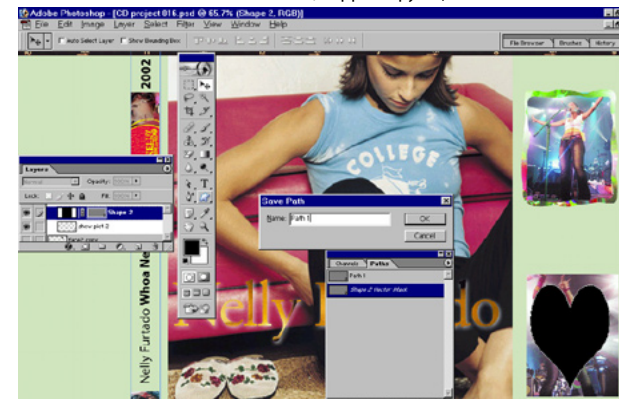 Adobe Photoshop - [CD project 016.psd @ 65.7% (Shape 2, RGB)]
File Edit Image Layer Select Filter View Window Help
Auto Select Layer Show Bounding Box
File Browser Brushes History
2002
COLLEGE
Layers
Normal Opacity:
Lock: Fill:
Shape 2
show pict 2
Save Path
Name: Path 1 OK
Cancel
Channels Paths
Path 1
Shape 2 Vector Mask
Nelly Furtado Whoa Ne
Nelly F do